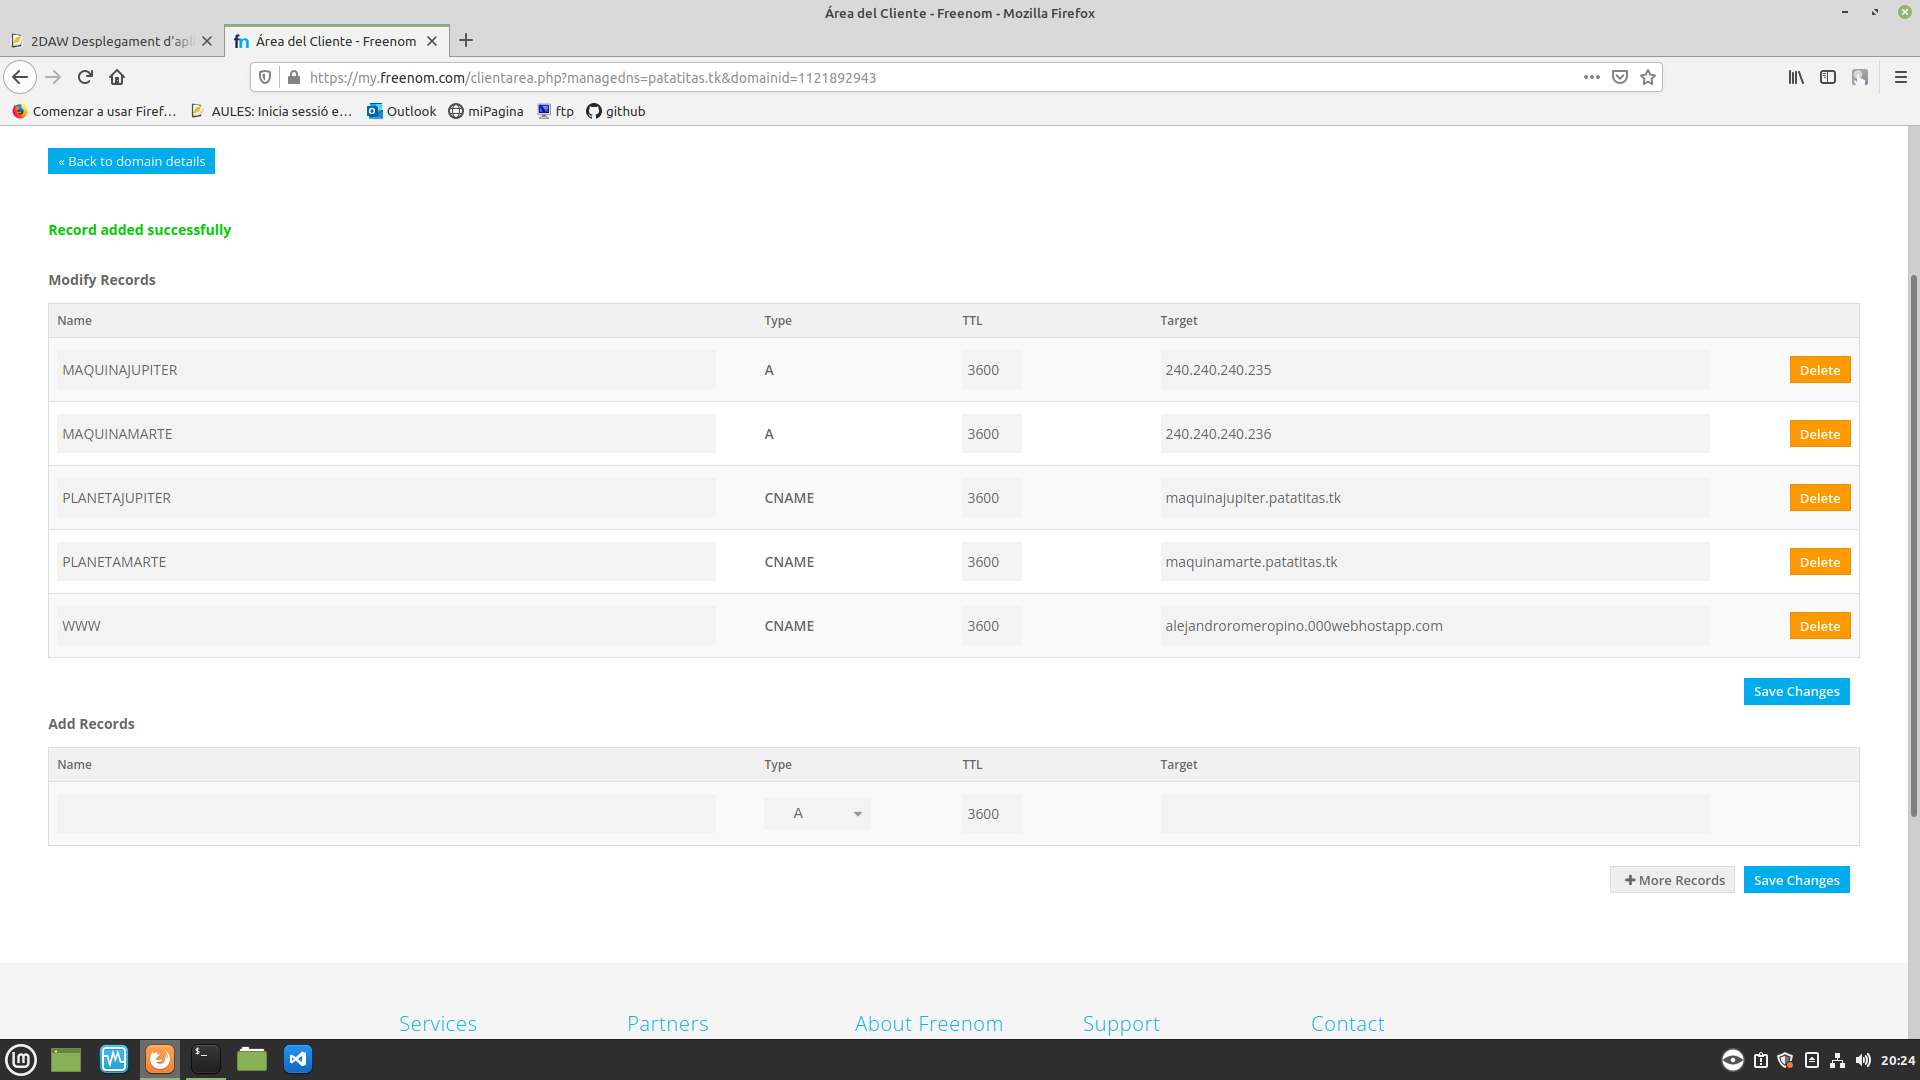 Área del Cliente - Freenom - Mozilla Firefox
2DAW Desplegament d'apl
Área del Cliente - Freenom
https://my.freenom.com/clientarea.php?managedns=patatitas.tk&domainid=1121892943
Comenzar a usar Firef… AULES: Inicia sessió e… Outlook miPagina ftp github
« Back to domain details
Record added successfully
Modify Records
Name Type TTL Target
MAQUINAJUPITER A 3600 240.240.240.235 Delete
MAQUINAMARTE A 3600 240.240.240.236 Delete
PLANETAJUPITER CNAME 3600 maquinajupiter.patatitas.tk Delete
PLANETAMARTE CNAME 3600 maquinamarte.patatitas.tk Delete
WWW CNAME 3600 alejandroromeropino.000webhostapp.com Delete
Save Changes
Add Records
Name Type TTL Target
A 3600
+ More Records Save Changes
Services Partners About Freenom Support Contact
20:24